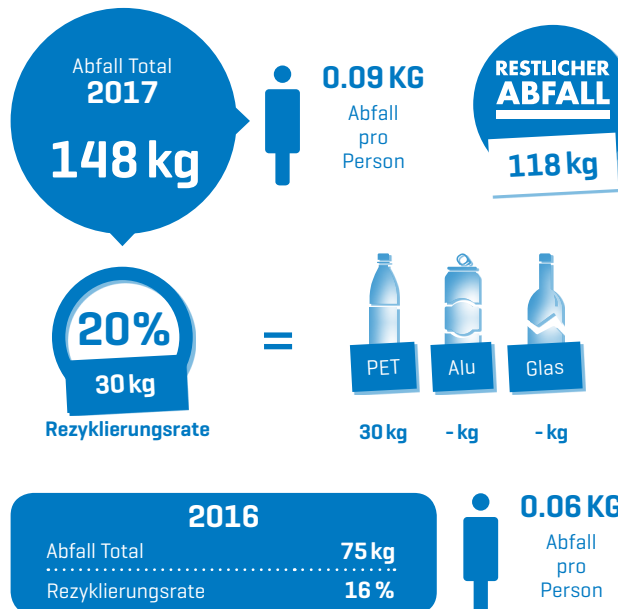 Abfall Total
2017
148 kg
0.09 KG
Abfall
pro
Person
RESTLICHER
ABFALL
118 kg
20%
30 kg
Rezyklierungsrate
=
PET
Alu
Glas
30 kg
- kg
- kg
2016
Abfall Total 75 kg
Rezyklierungsrate 16 %
0.06 KG
Abfall
pro
Person